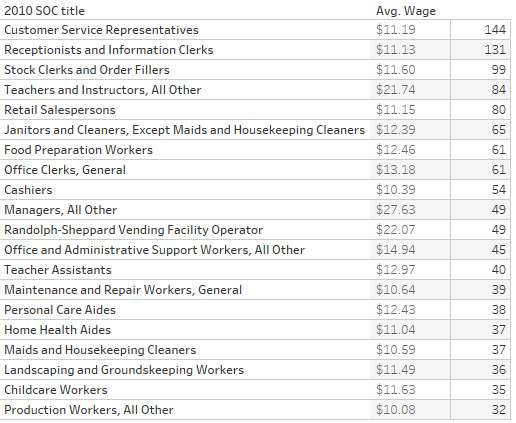 2010 SOC title Avg. Wage
Customer Service Representatives $11.19 144
Receptionists and Information Clerks $11.13 131
Stock Clerks and Order Fillers $11.60 99
Teachers and Instructors, All Other $21.74 84
Retail Salespersons $11.15 80
Janitors and Cleaners, Except Maids and Housekeeping Cleaners $12.39 65
Food Preparation Workers $12.46 61
Office Clerks, General $13.18 61
Cashiers $10.39 54
Managers, All Other $27.63 49
Randolph-Sheppard Vending Facility Operator $22.07 49
Office and Administrative Support Workers, All Other $14.94 45
Teacher Assistants $12.97 40
Maintenance and Repair Workers, General $10.64 39
Personal Care Aides $12.43 38
Home Health Aides $11.04 37
Maids and Housekeeping Cleaners $10.59 37
Landscaping and Groundskeeping Workers $11.49 36
Childcare Workers $11.63 35
Production Workers, All Other $10.08 32